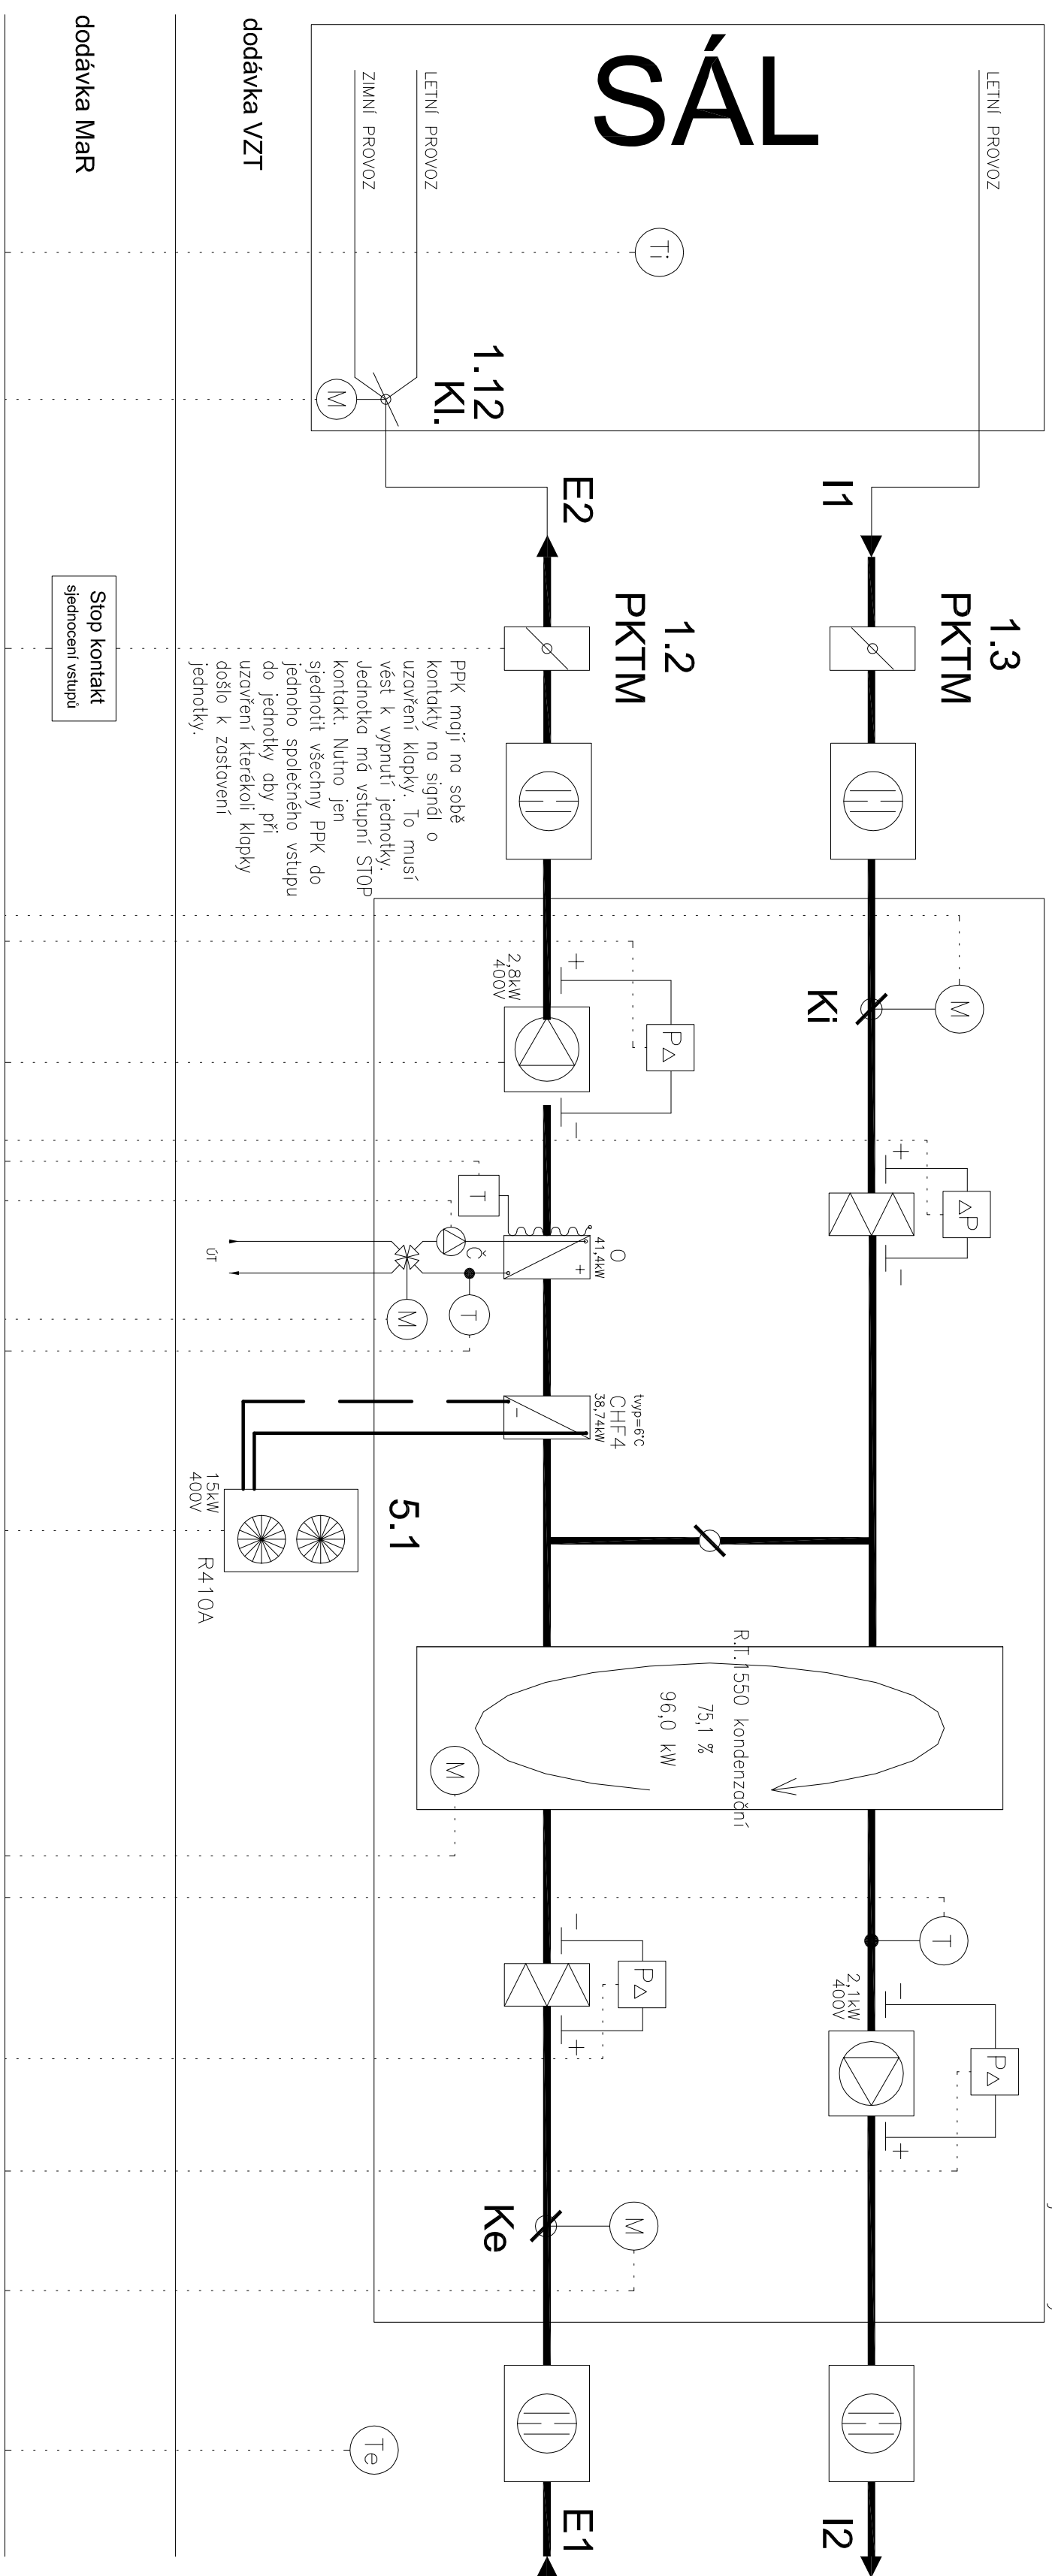 SÁL
LETNÍ PROVOZ
LETNÍ PROVOZ
ZIMNÍ PROVOZ
Ti
M
1.12
Kl.
dodávka VZT
dodávka MaR
I1
E2
1.3
PKTM
1.2
PKTM
PPK mají na sobě
kontakty na signál o
uzavření klapky. To musí
vést k vypnutí jednotky.
Jednotka má vstupní STOP
kontakt. Nutno jen
sjednotit všechny PPK do
jednoho společného vstupu
do jednotky aby při
uzavření kterékoli klapky
došlo k zastavení
jednotky.
Stop kontakt
sjednocení vstupů
M
Ki
+
P△
-
2,8kW
400V
+
△P
-
T
O
41,4kW
+
Č
ÚT
M
T
tvyp=6°C
CHF4
38,74kW
-
5.1
15kW
400V
R410A
R.T.1550 kondenzační
75,1 %
96,0 kW
M
T
2,1kW
400V
-
P△
+
-
P△
+
M
Ke
Te
I2
E1